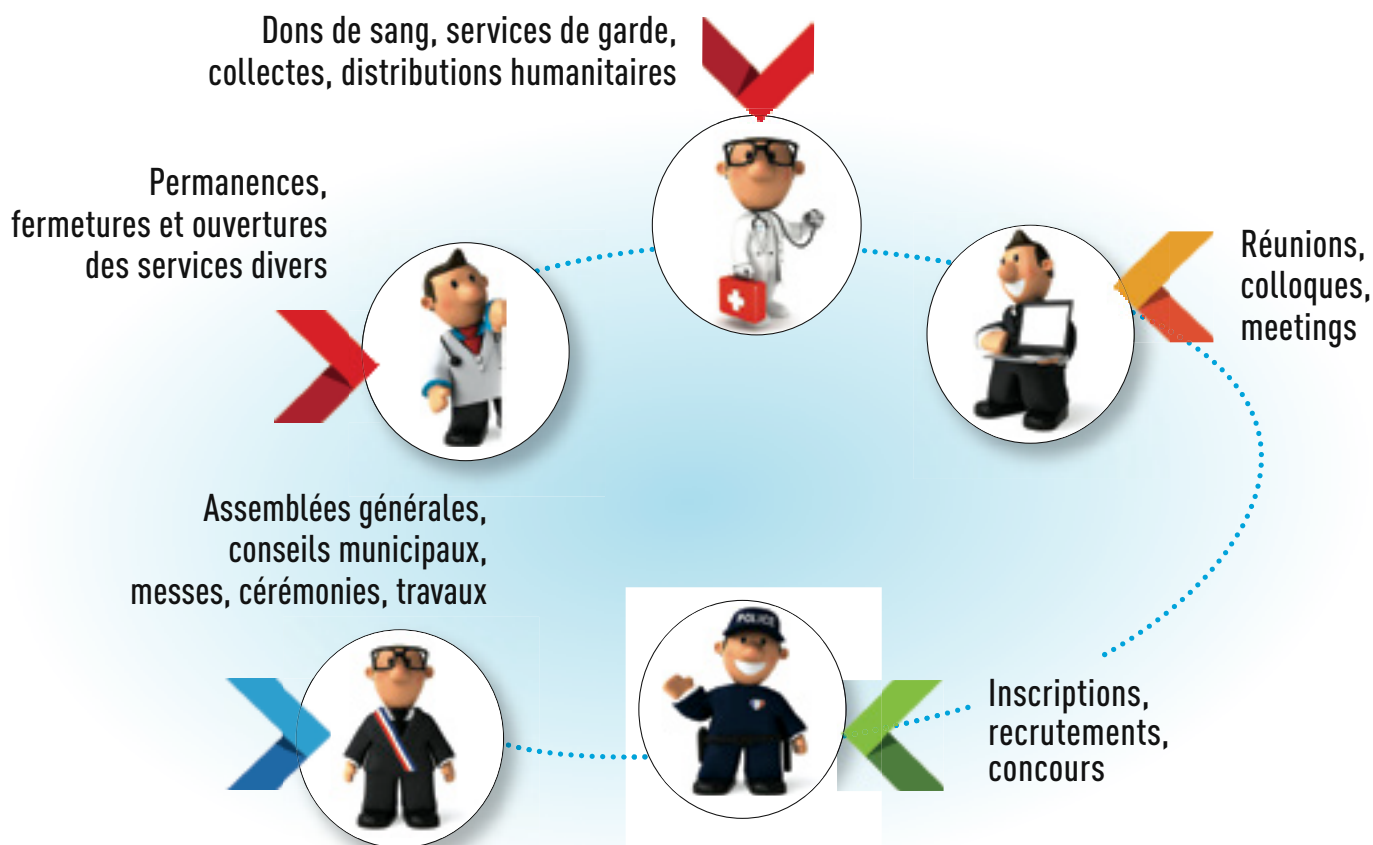 Dons de sang, services de garde,
collectes, distributions humanitaires
Permanences,
fermetures et ouvertures
des services divers
Réunions,
colloques,
meetings
Assemblées générales,
conseils municipaux,
messes, cérémonies, travaux
POLICE
Inscriptions,
recrutements,
concours